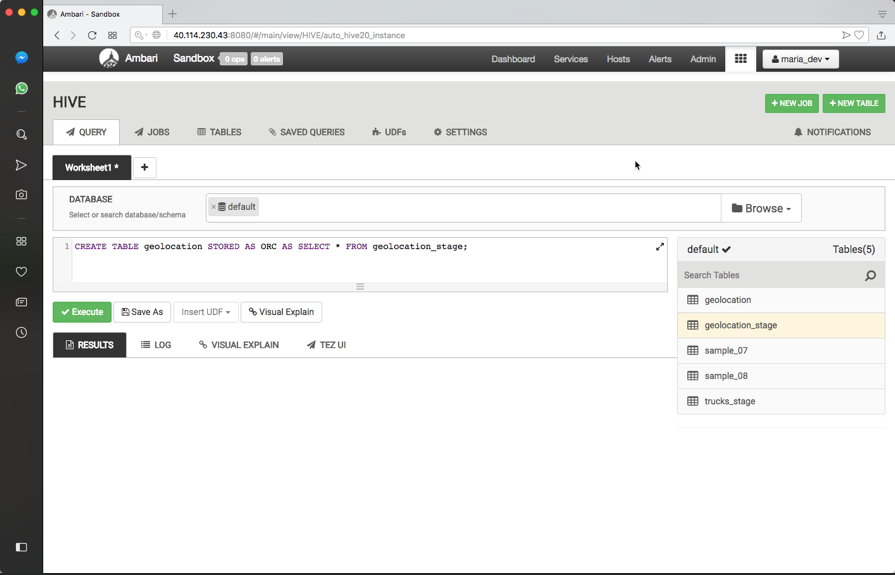 Ambari - Sandbox
40.114.230.43:8080/#/main/view/HIVE/auto_hive20_instance
Ambari Sandbox 0 ops 0 alerts Dashboard Services Hosts Alerts Admin maria_dev
HIVE
+ NEW JOB + NEW TABLE
QUERY JOBS TABLES SAVED QUERIES UDFs SETTINGS NOTIFICATIONS
Worksheet1 * +
DATABASE
Select or search database/schema
× default
Browse
1 CREATE TABLE geolocation STORED AS ORC AS SELECT * FROM geolocation_stage;
default Tables(5)
Search Tables
geolocation
geolocation_stage
sample_07
sample_08
trucks_stage
Execute Save As Insert UDF Visual Explain
RESULTS LOG VISUAL EXPLAIN TEZ UI